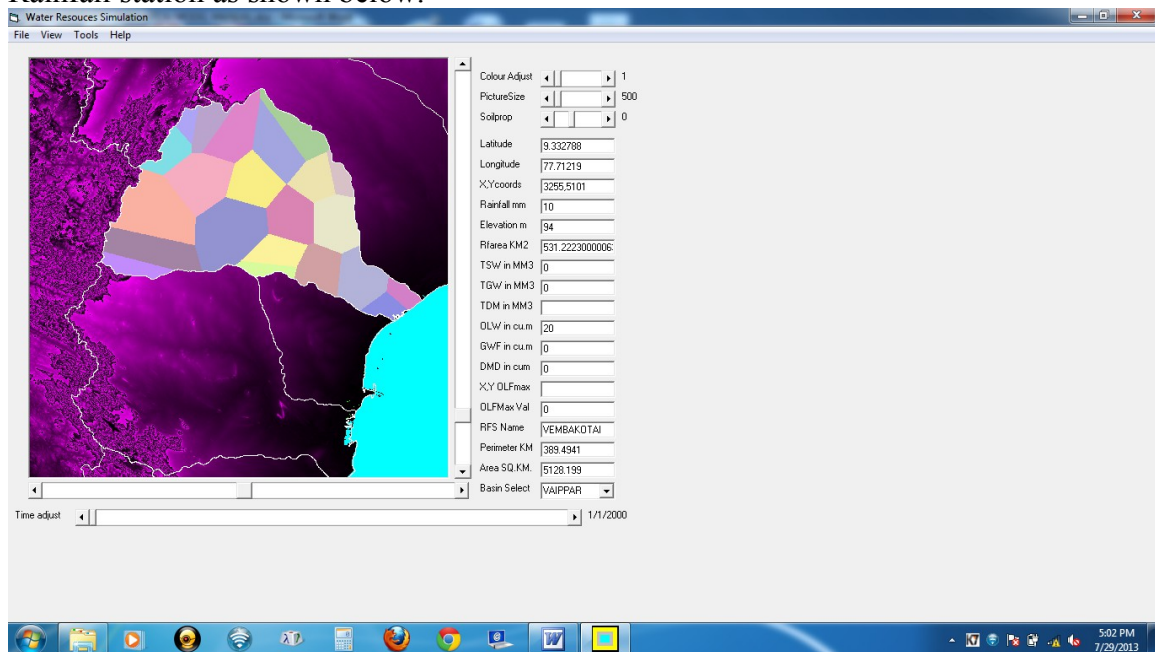 Rainfall station as shown below.
Water Resouces Simulation
File View Tools Help
Colour Adjust 1
PictureSize 500
Soilprop 0
Latitude 9.332788
Longitude 77.71219
X,Ycoords 3255,5101
Rainfall mm 10
Elevation m 94
Rfarea KM2 531.2223000006
TSW in MM3 0
TGW in MM3 0
TDM in MM3
OLW in cu.m 20
GWF in cu.m 0
DMD in cum 0
X,Y OLFmax
OLFMax Val 0
RFS Name VEMBAKOTAI
Perimeter KM 389.4941
Area SQ.KM. 5128.199
Basin Select VAIPPAR
Time adjust 1/1/2000
5:02 PM
7/29/2013